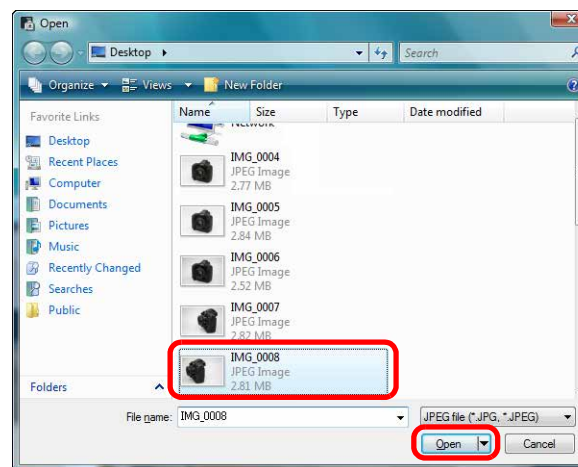 Open
Desktop
Search
Organize Views New Folder
Favorite Links
Desktop
Recent Places
Computer
Documents
Pictures
Music
Recently Changed
Searches
Public
Folders
Name Size Type Date modified
Network
IMG_0004
JPEG Image
2.77 MB
IMG_0005
JPEG Image
2.84 MB
IMG_0006
JPEG Image
2.52 MB
IMG_0007
JPEG Image
2.82 MB
IMG_0008
JPEG Image
2.81 MB
File name: IMG_0008 JPEG file (*.JPG, *.JPEG)
Open Cancel